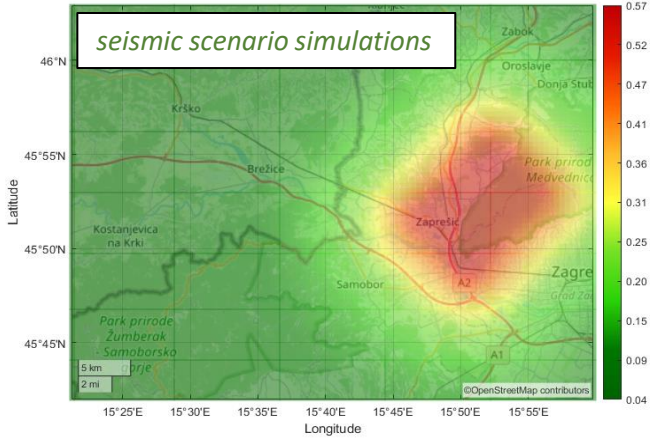 seismic scenario simulations
Zabok
Oroslavje
Donja Stub
Krško
Brežice
Park prirod
Medvednica
Kostanjevica
na Krki
Zaprešić
Samobor
A2
Zagre
Grad Za
Park prirode
Žumberak
- Samoborsko
gorje
A1
5 km
2 mi
©OpenStreetMap contributors
46°N
45°55'N
45°50'N
45°45'N
Latitude
15°25'E 15°30'E 15°35'E 15°40'E 15°45'E 15°50'E 15°55'E
Longitude
0.57
0.52
0.47
0.41
0.36
0.31
0.25
0.20
0.15
0.09
0.04